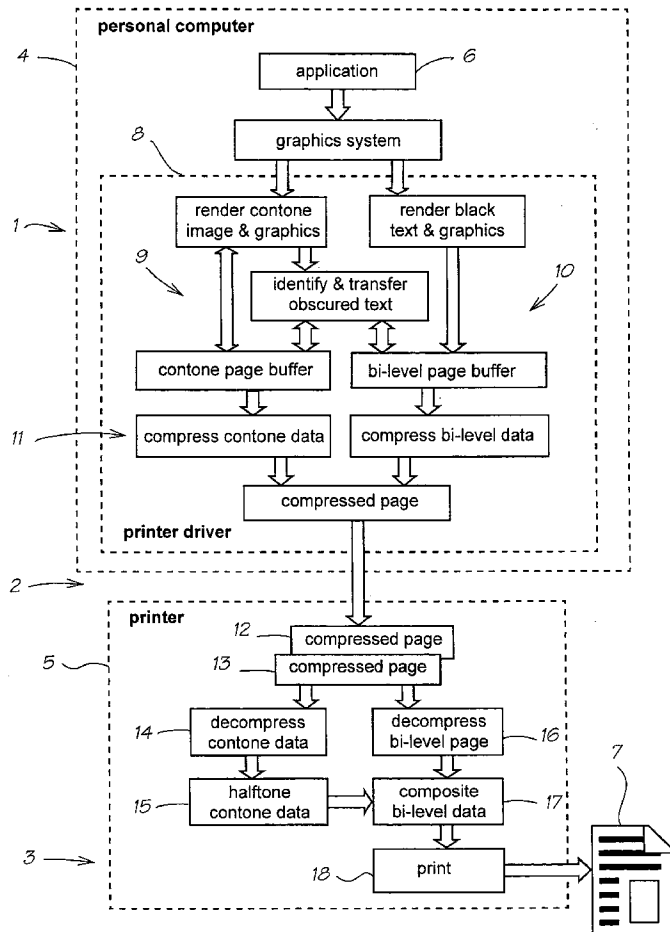 personal computer
4
application
6
graphics system
8
render contone
image & graphics
render black
text & graphics
1
9
identify & transfer
obscured text
10
contone page buffer
bi-level page buffer
11
compress contone data
compress bi-level data
compressed page
printer driver
2
printer
12
compressed page
5
13
compressed page
14
decompress
contone data
decompress
bi-level page
16
15
halftone
contone data
composite
bi-level data
17
7
3
18
print